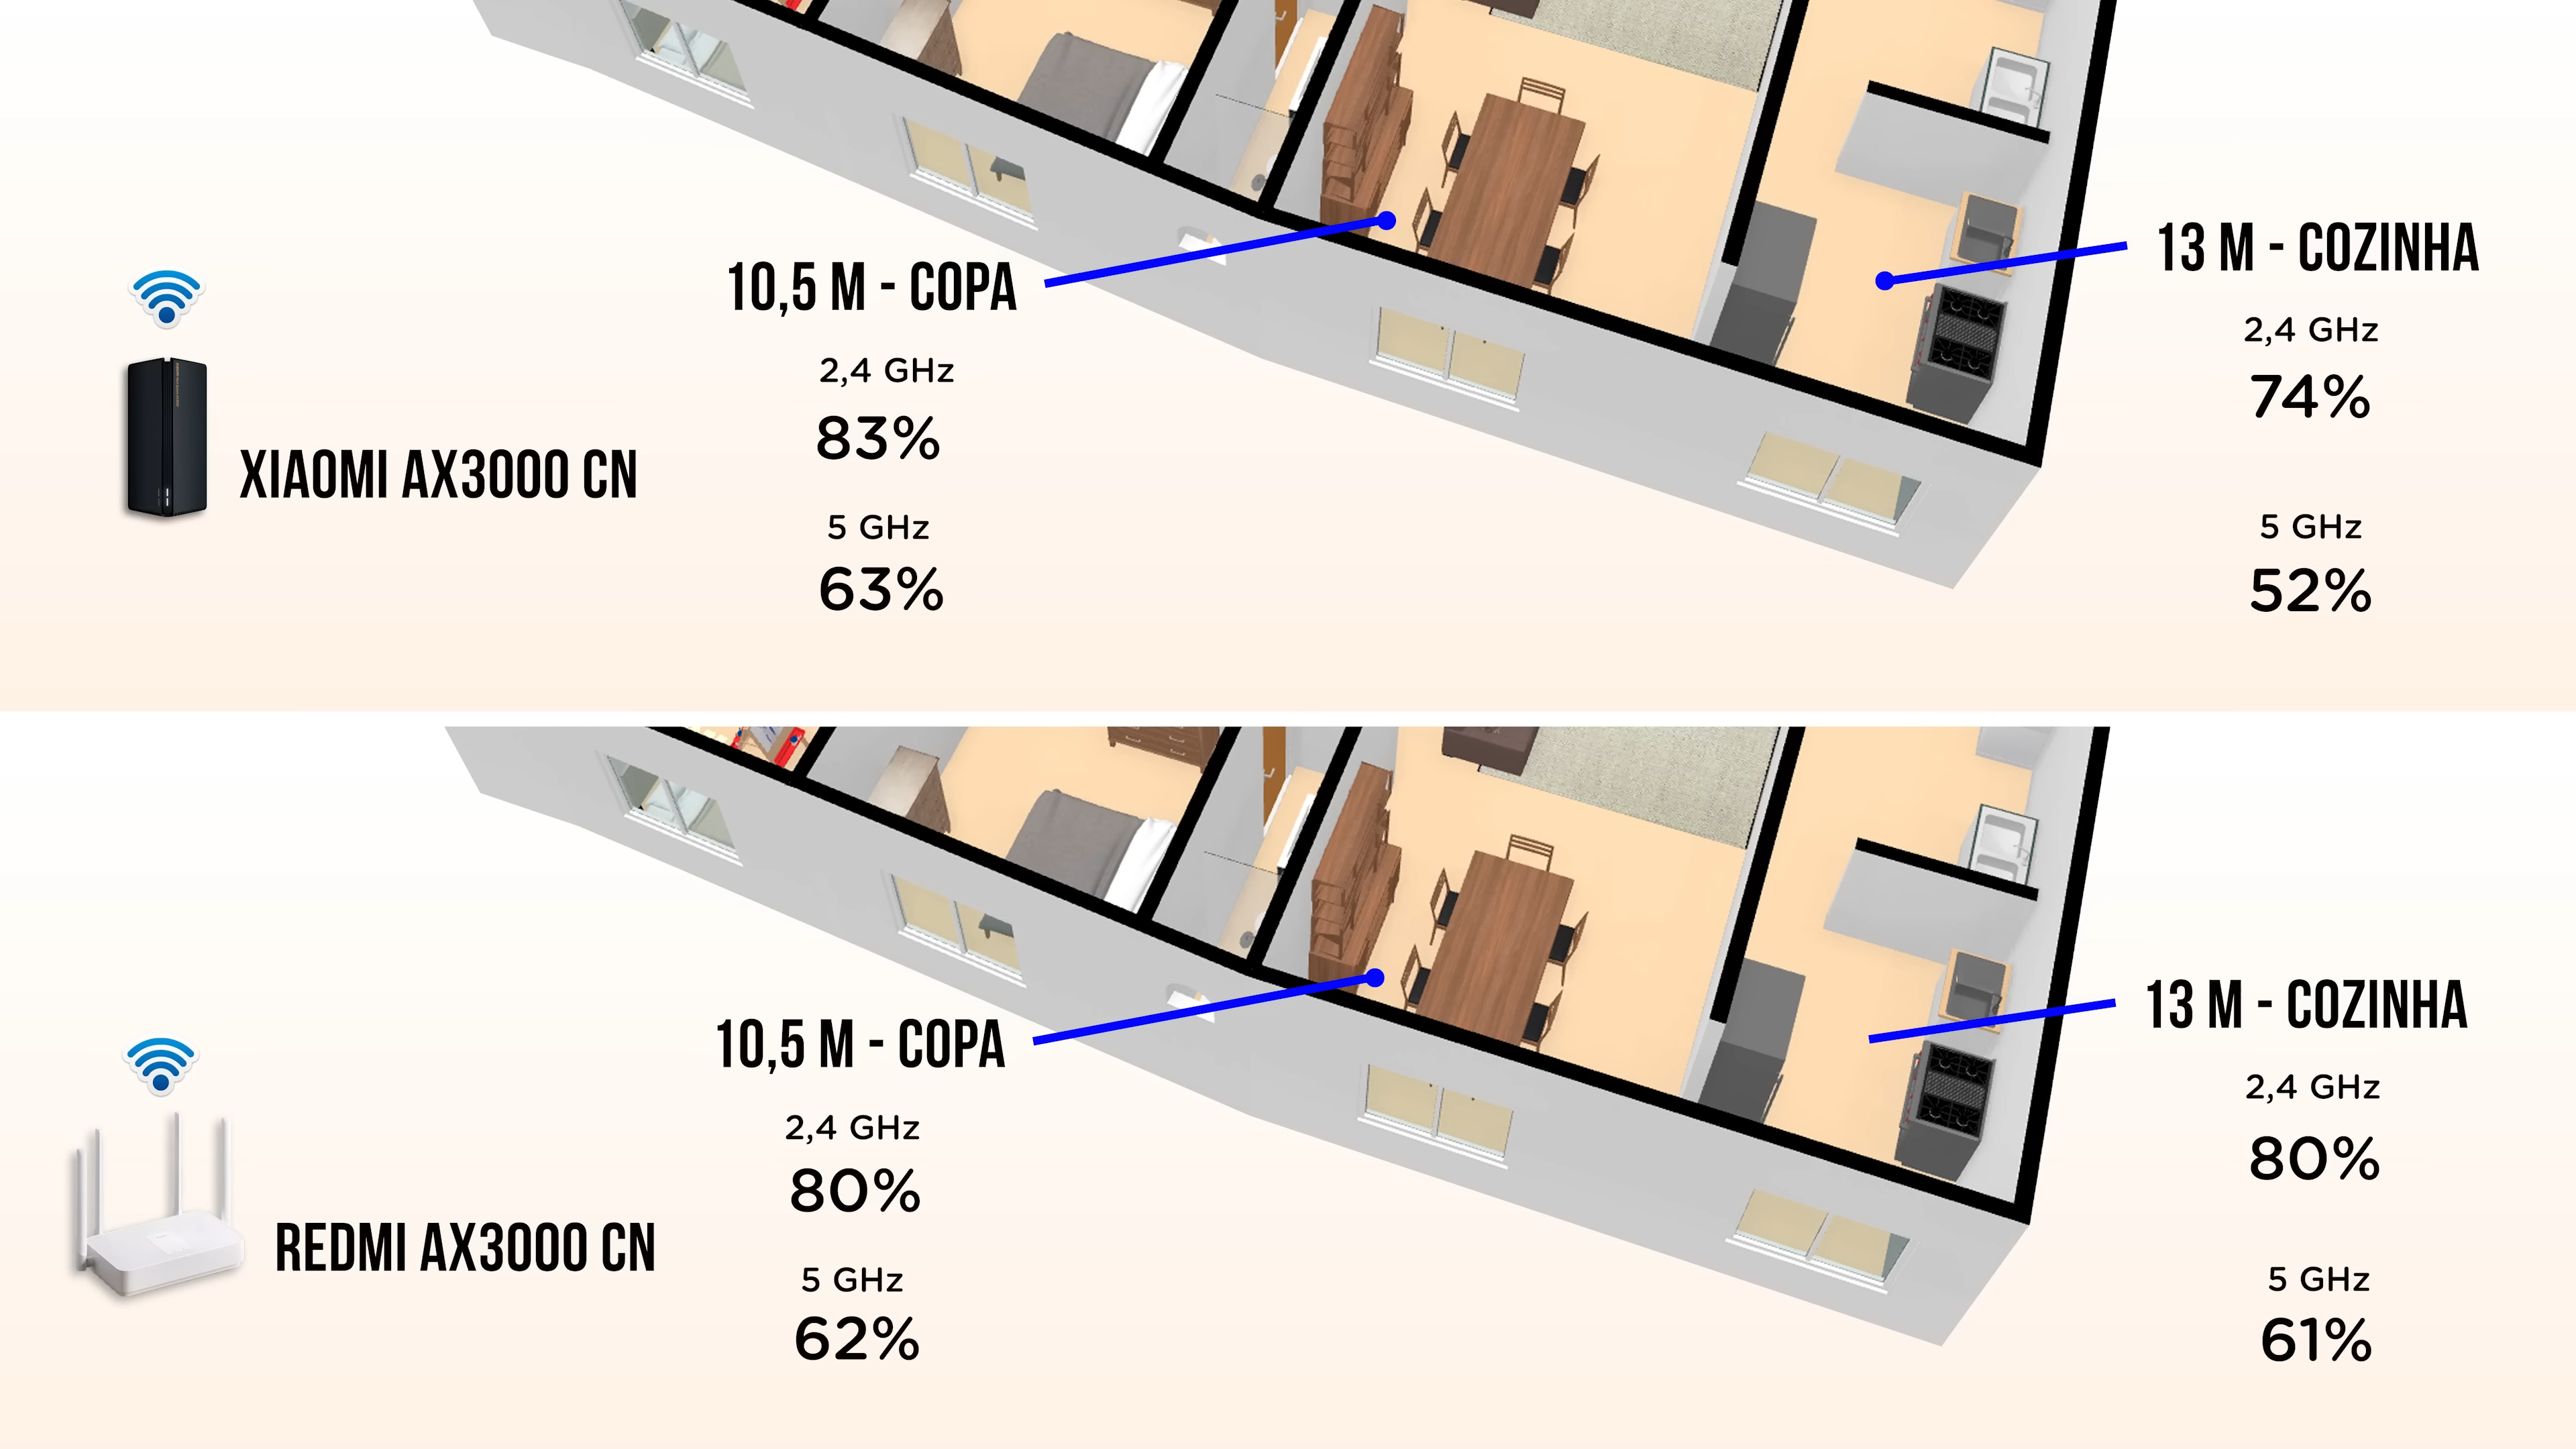 10,5 M - COPA
2,4 GHz
83%
5 GHz
63%
13 M - COZINHA
2,4 GHz
74%
5 GHz
52%
XIAOMI AX3000 CN
10,5 M - COPA
2,4 GHz
80%
5 GHz
62%
13 M - COZINHA
2,4 GHz
80%
5 GHz
61%
REDMI AX3000 CN